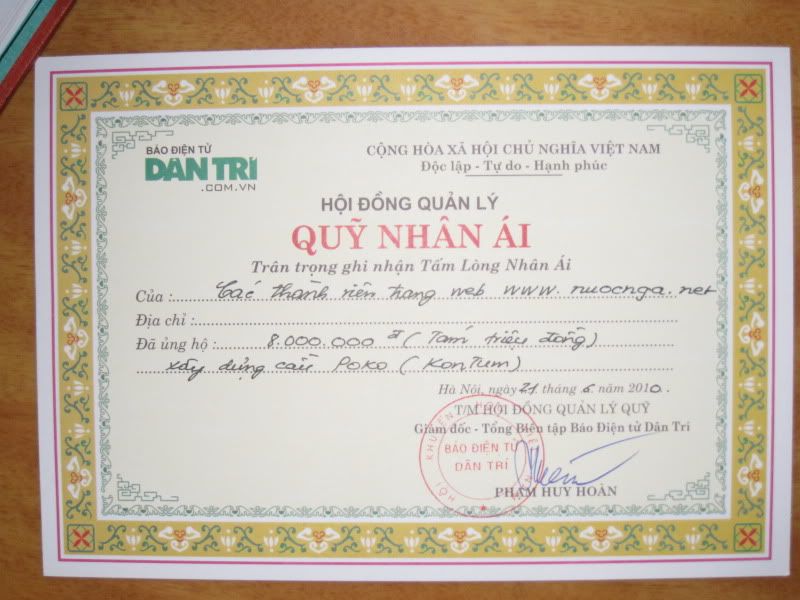 BÁO ĐIỆN TỬ
DÂN TRÍ
.COM.VN
CỘNG HÒA XÃ HỘI CHỦ NGHĨA VIỆT NAM
Độc lập - Tự do - Hạnh phúc
HỘI ĐỒNG QUẢN LÝ
QUỸ NHÂN ÁI
Trân trọng ghi nhận Tấm Lòng Nhân Ái
Của : Các thành viên trang web www.nuocnga.net
Địa chỉ :
Đã ủng hộ : 8.000.000 đ (Tám triệu đồng)
xây dựng cầu Poko (KonTum)
Hà Nội, ngày 21 tháng 6 năm 2010.
T/M HỘI ĐỒNG QUẢN LÝ QUỸ
Giám đốc - Tổng Biên tập Báo Điện tử Dân Trí
BÁO ĐIỆN TỬ
DÂN TRÍ
HỘI KHUYẾN
PHẠM HUY HOÀN